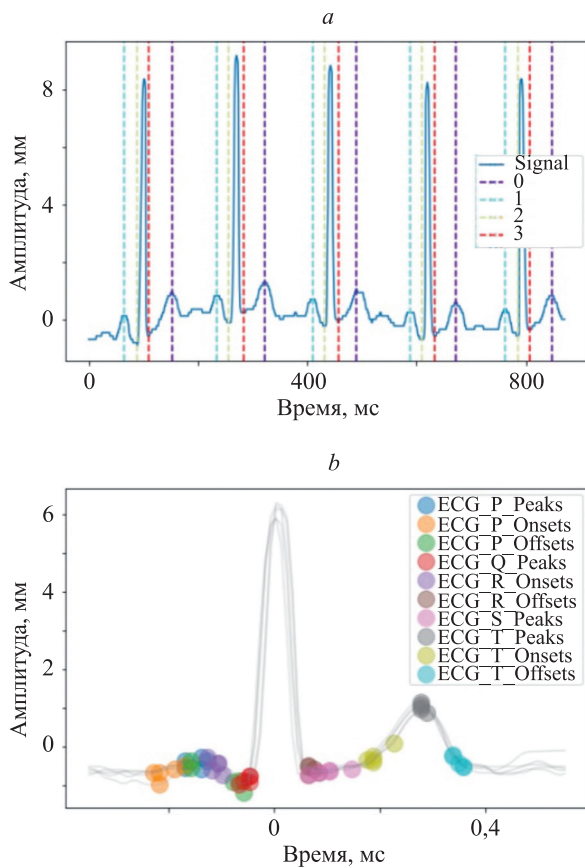 a
8
4
0
Амплитуда, мм
Signal
0
1
2
3
0
400
800
Время, мс
b
6
4
2
0
Амплитуда, мм
ECG_P_Peaks
ECG_P_Onsets
ECG_P_Offsets
ECG_Q_Peaks
ECG_R_Onsets
ECG_R_Offsets
ECG_S_Peaks
ECG_T_Peaks
ECG_T_Onsets
ECG_T_Offsets
0
0,4
Время, мс